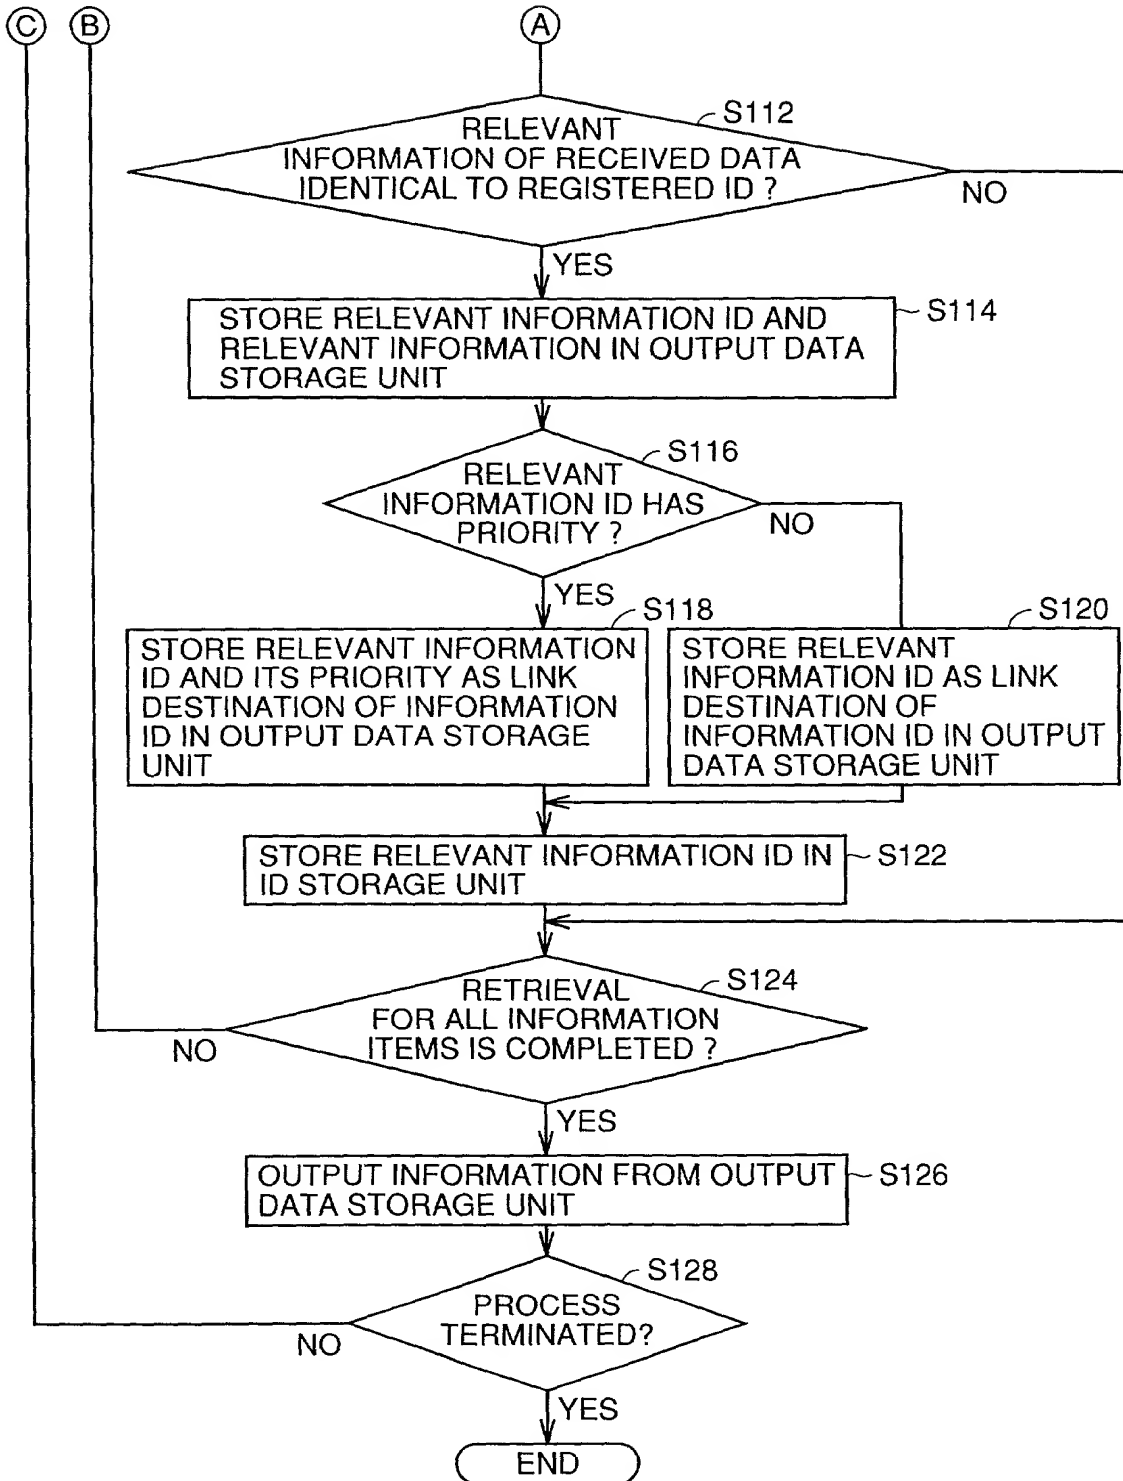 C B A
S112
RELEVANT
INFORMATION OF RECEIVED DATA
IDENTICAL TO REGISTERED ID ?
NO
YES
S114
STORE RELEVANT INFORMATION ID AND
RELEVANT INFORMATION IN OUTPUT DATA
STORAGE UNIT
S116
RELEVANT
INFORMATION ID HAS
PRIORITY ?
NO
YES
S118
STORE RELEVANT INFORMATION
ID AND ITS PRIORITY AS LINK
DESTINATION OF INFORMATION
ID IN OUTPUT DATA STORAGE
UNIT
S120
STORE RELEVANT
INFORMATION ID AS LINK
DESTINATION OF
INFORMATION ID IN OUTPUT
DATA STORAGE UNIT
STORE RELEVANT INFORMATION ID IN
ID STORAGE UNIT
S122
S124
RETRIEVAL
FOR ALL INFORMATION
ITEMS IS COMPLETED ?
NO
YES
OUTPUT INFORMATION FROM OUTPUT
DATA STORAGE UNIT
S126
S128
PROCESS
TERMINATED?
NO
YES
END